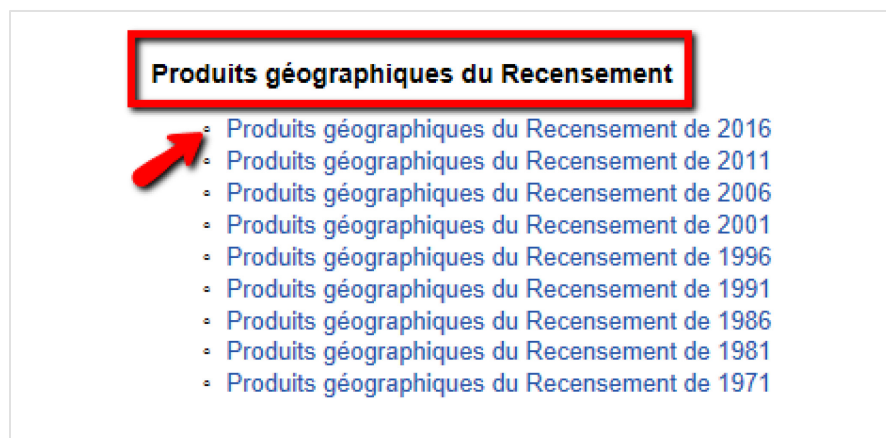 Produits géographiques du Recensement
◦ Produits géographiques du Recensement de 2016
◦ Produits géographiques du Recensement de 2011
◦ Produits géographiques du Recensement de 2006
◦ Produits géographiques du Recensement de 2001
◦ Produits géographiques du Recensement de 1996
◦ Produits géographiques du Recensement de 1991
◦ Produits géographiques du Recensement de 1986
◦ Produits géographiques du Recensement de 1981
◦ Produits géographiques du Recensement de 1971